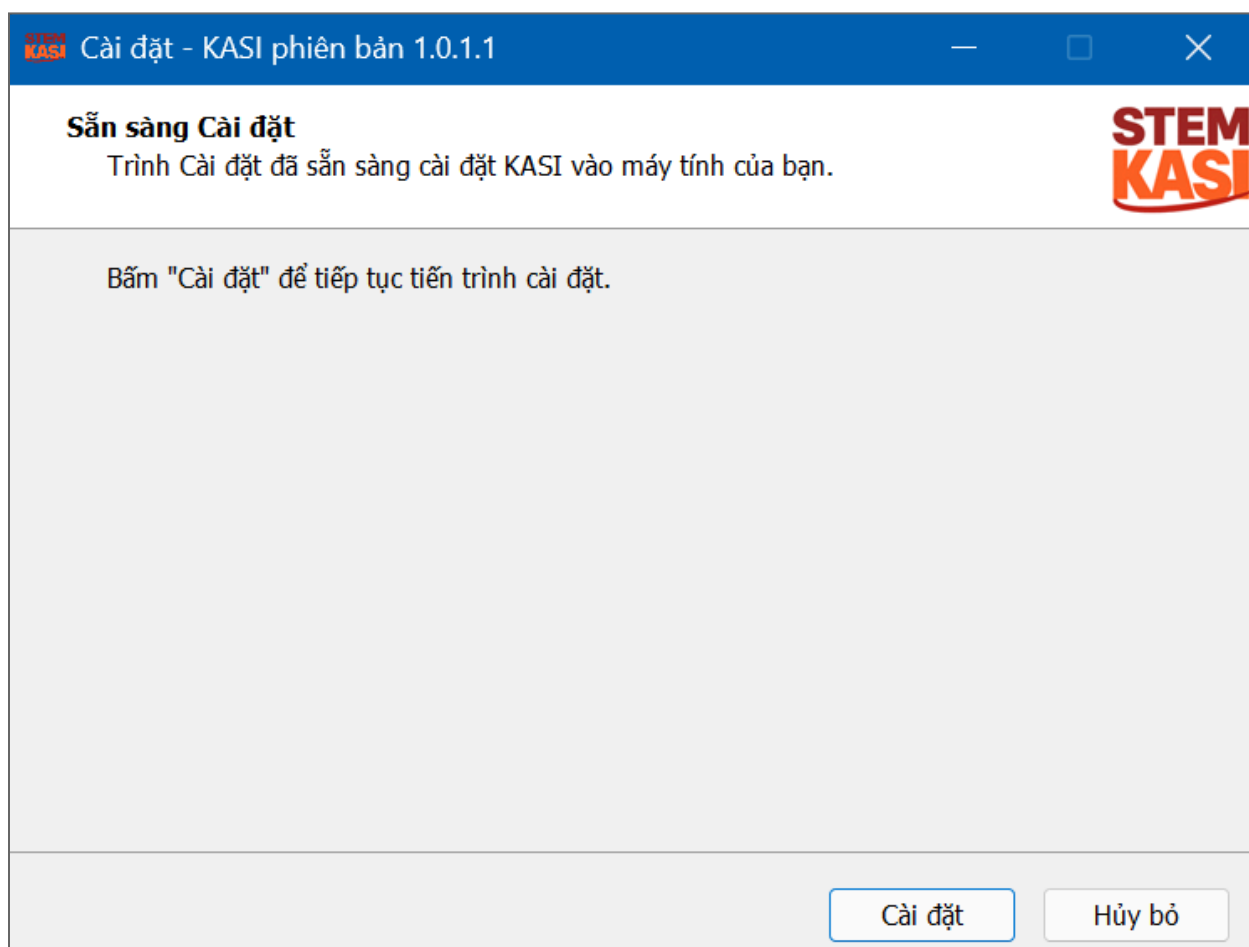 STEM KASI Cài đặt - KASI phiên bản 1.0.1.1
Sẵn sàng Cài đặt
Trình Cài đặt đã sẵn sàng cài đặt KASI vào máy tính của bạn.
STEM
KASI
Bấm "Cài đặt" để tiếp tục tiến trình cài đặt.
Cài đặt
Hủy bỏ